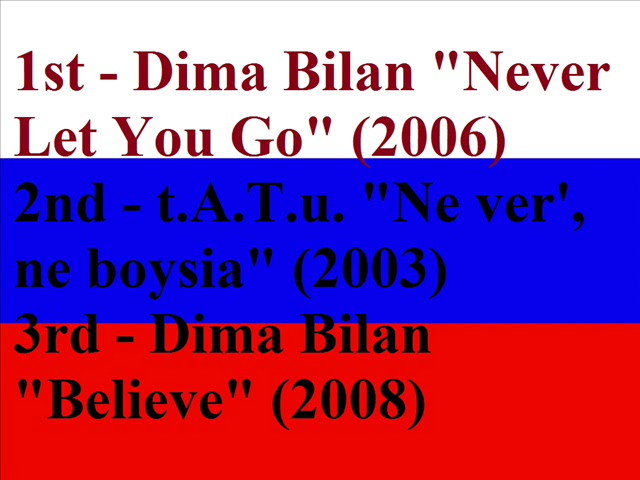 1st - Dima Bilan "Never
Let You Go" (2006)
2nd - t.A.T.u. "Ne ver',
ne boysia" (2003)
3rd - Dima Bilan
"Believe" (2008)